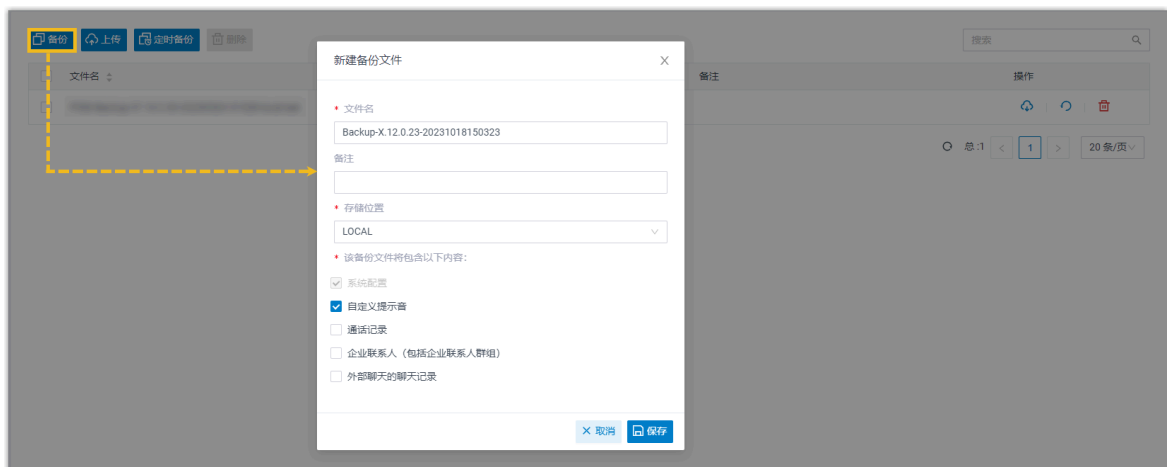 备份 上传 定时备份 删除 搜索
文件名 备注 操作
总:1 < 1 > 20 条/页
新建备份文件 X
* 文件名
Backup-X.12.0.23-20231018150323
备注
* 存储位置
LOCAL
* 该备份文件将包含以下内容：
系统配置
自定义提示音
通话记录
企业联系人（包括企业联系人群组）
外部聊天的聊天记录
取消 保存